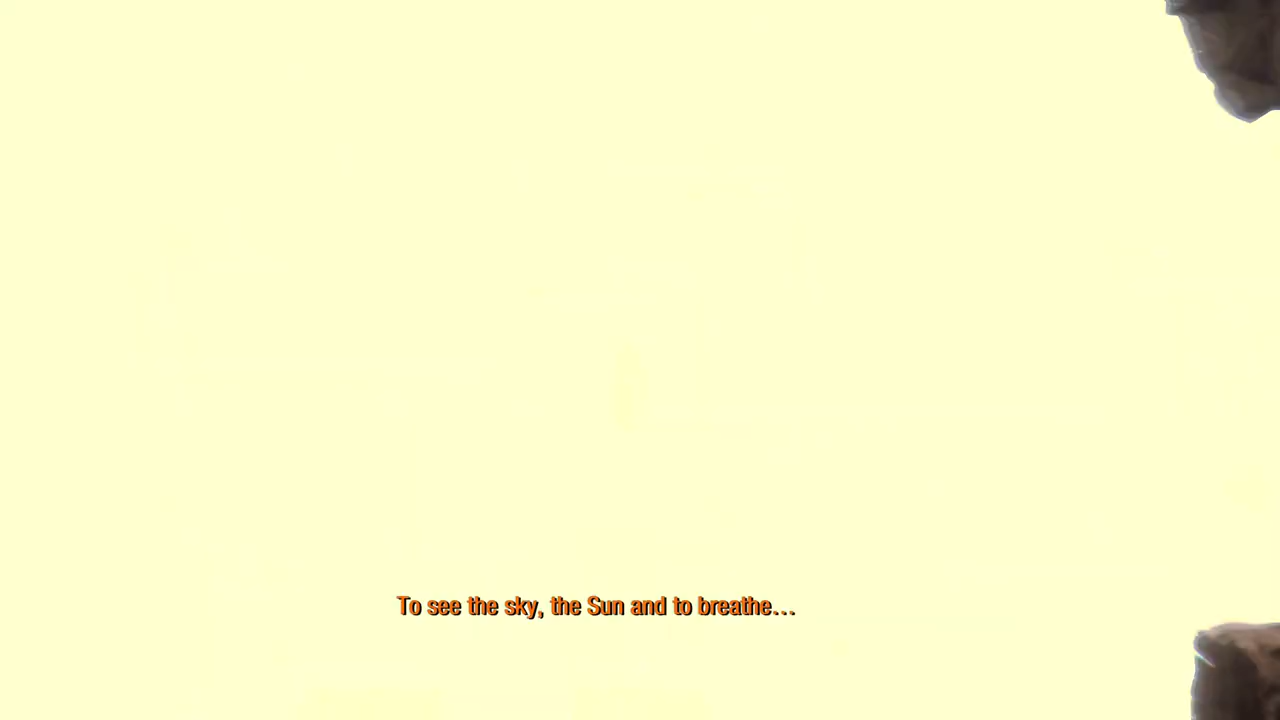 To see the sky, the Sun and to breathe...